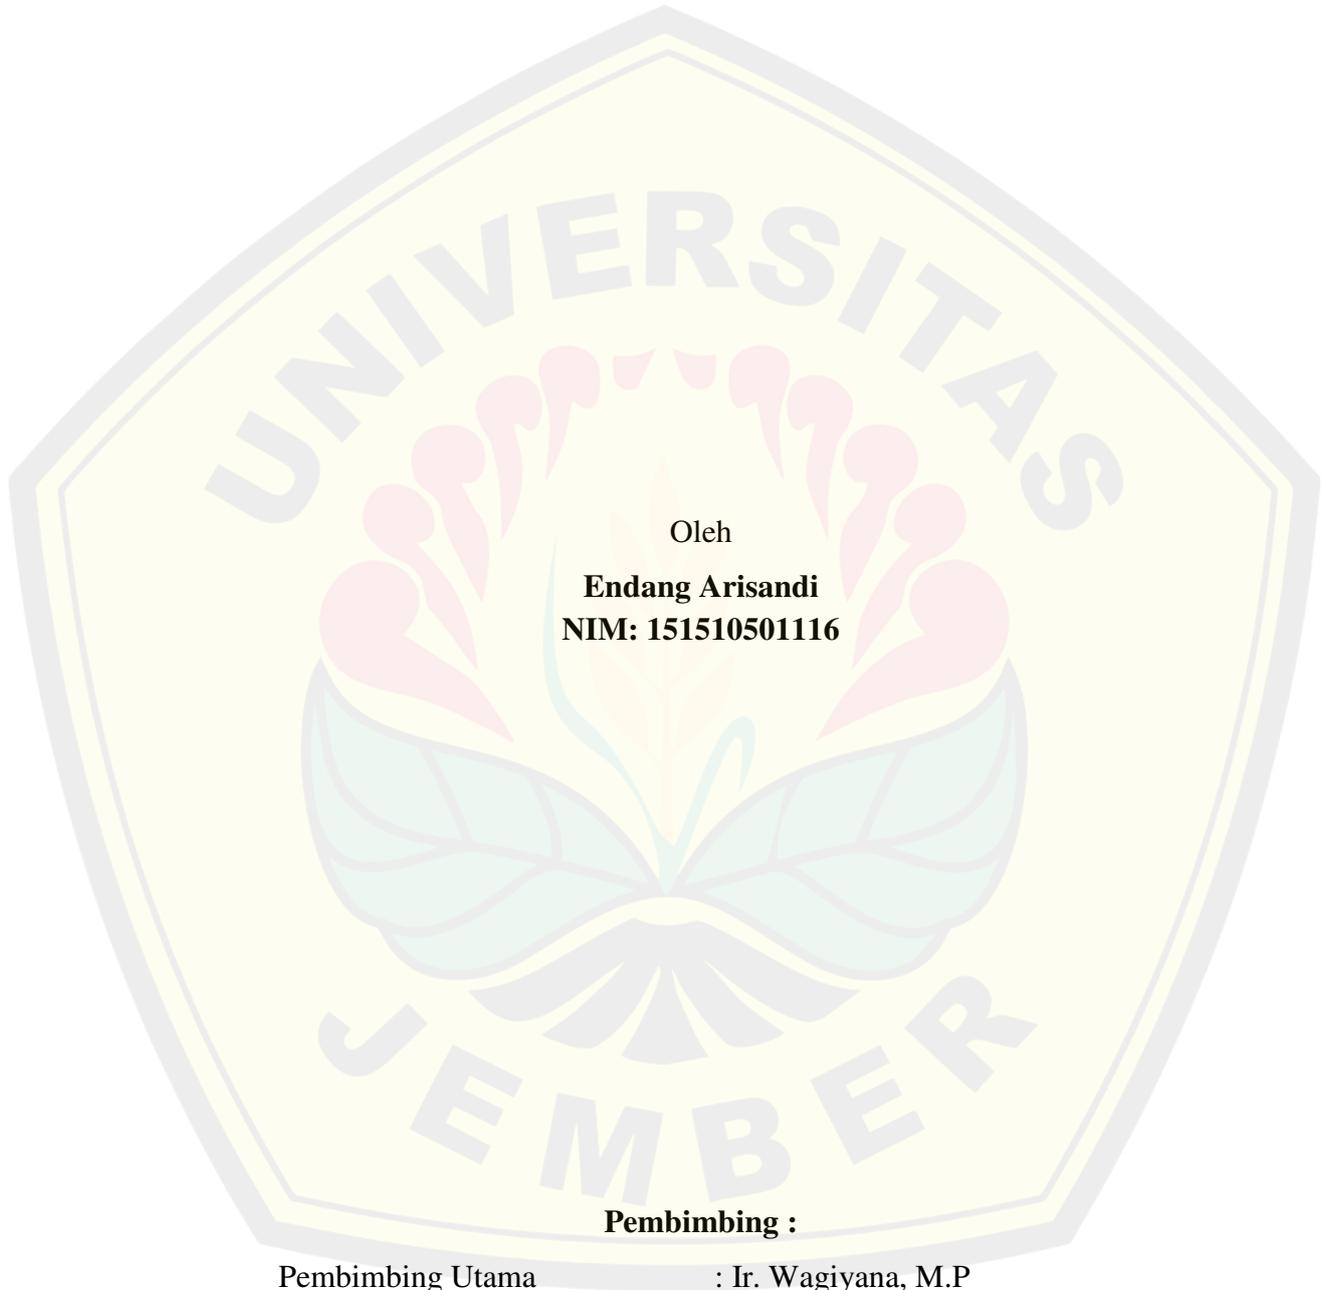 UNIVERSITAS
Oleh
Endang Arisandi
NIM: 151510501116
JEMBER
Pembimbing :
Pembimbing Utama : Ir. Wagiyana, M.P